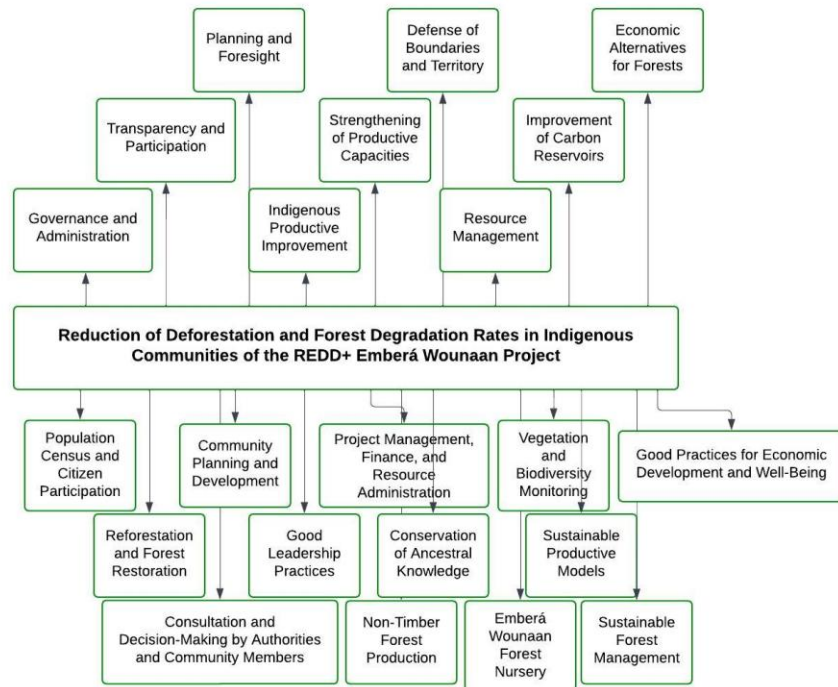 Planning and
Foresight
Defense of
Boundaries
and Territory
Economic
Alternatives
for Forests
Transparency and
Participation
Strengthening
of Productive
Capacities
Improvement
of Carbon
Reservoirs
Governance and
Administration
Indigenous
Productive
Improvement
Resource
Management
Reduction of Deforestation and Forest Degradation Rates in Indigenous
Communities of the REDD+ Emberá Wounaan Project
Population
Census and
Citizen
Participation
Community
Planning and
Development
Project Management,
Finance, and
Resource
Administration
Vegetation
and
Biodiversity
Monitoring
Good Practices for Economic
Development and Well-Being
Reforestation
and Forest
Restoration
Good
Leadership
Practices
Conservation
of Ancestral
Knowledge
Sustainable
Productive
Models
Consultation and
Decision-Making by Authorities
and Community Members
Non-Timber
Forest
Production
Emberá
Wounaan
Forest
Nursery
Sustainable
Forest
Management